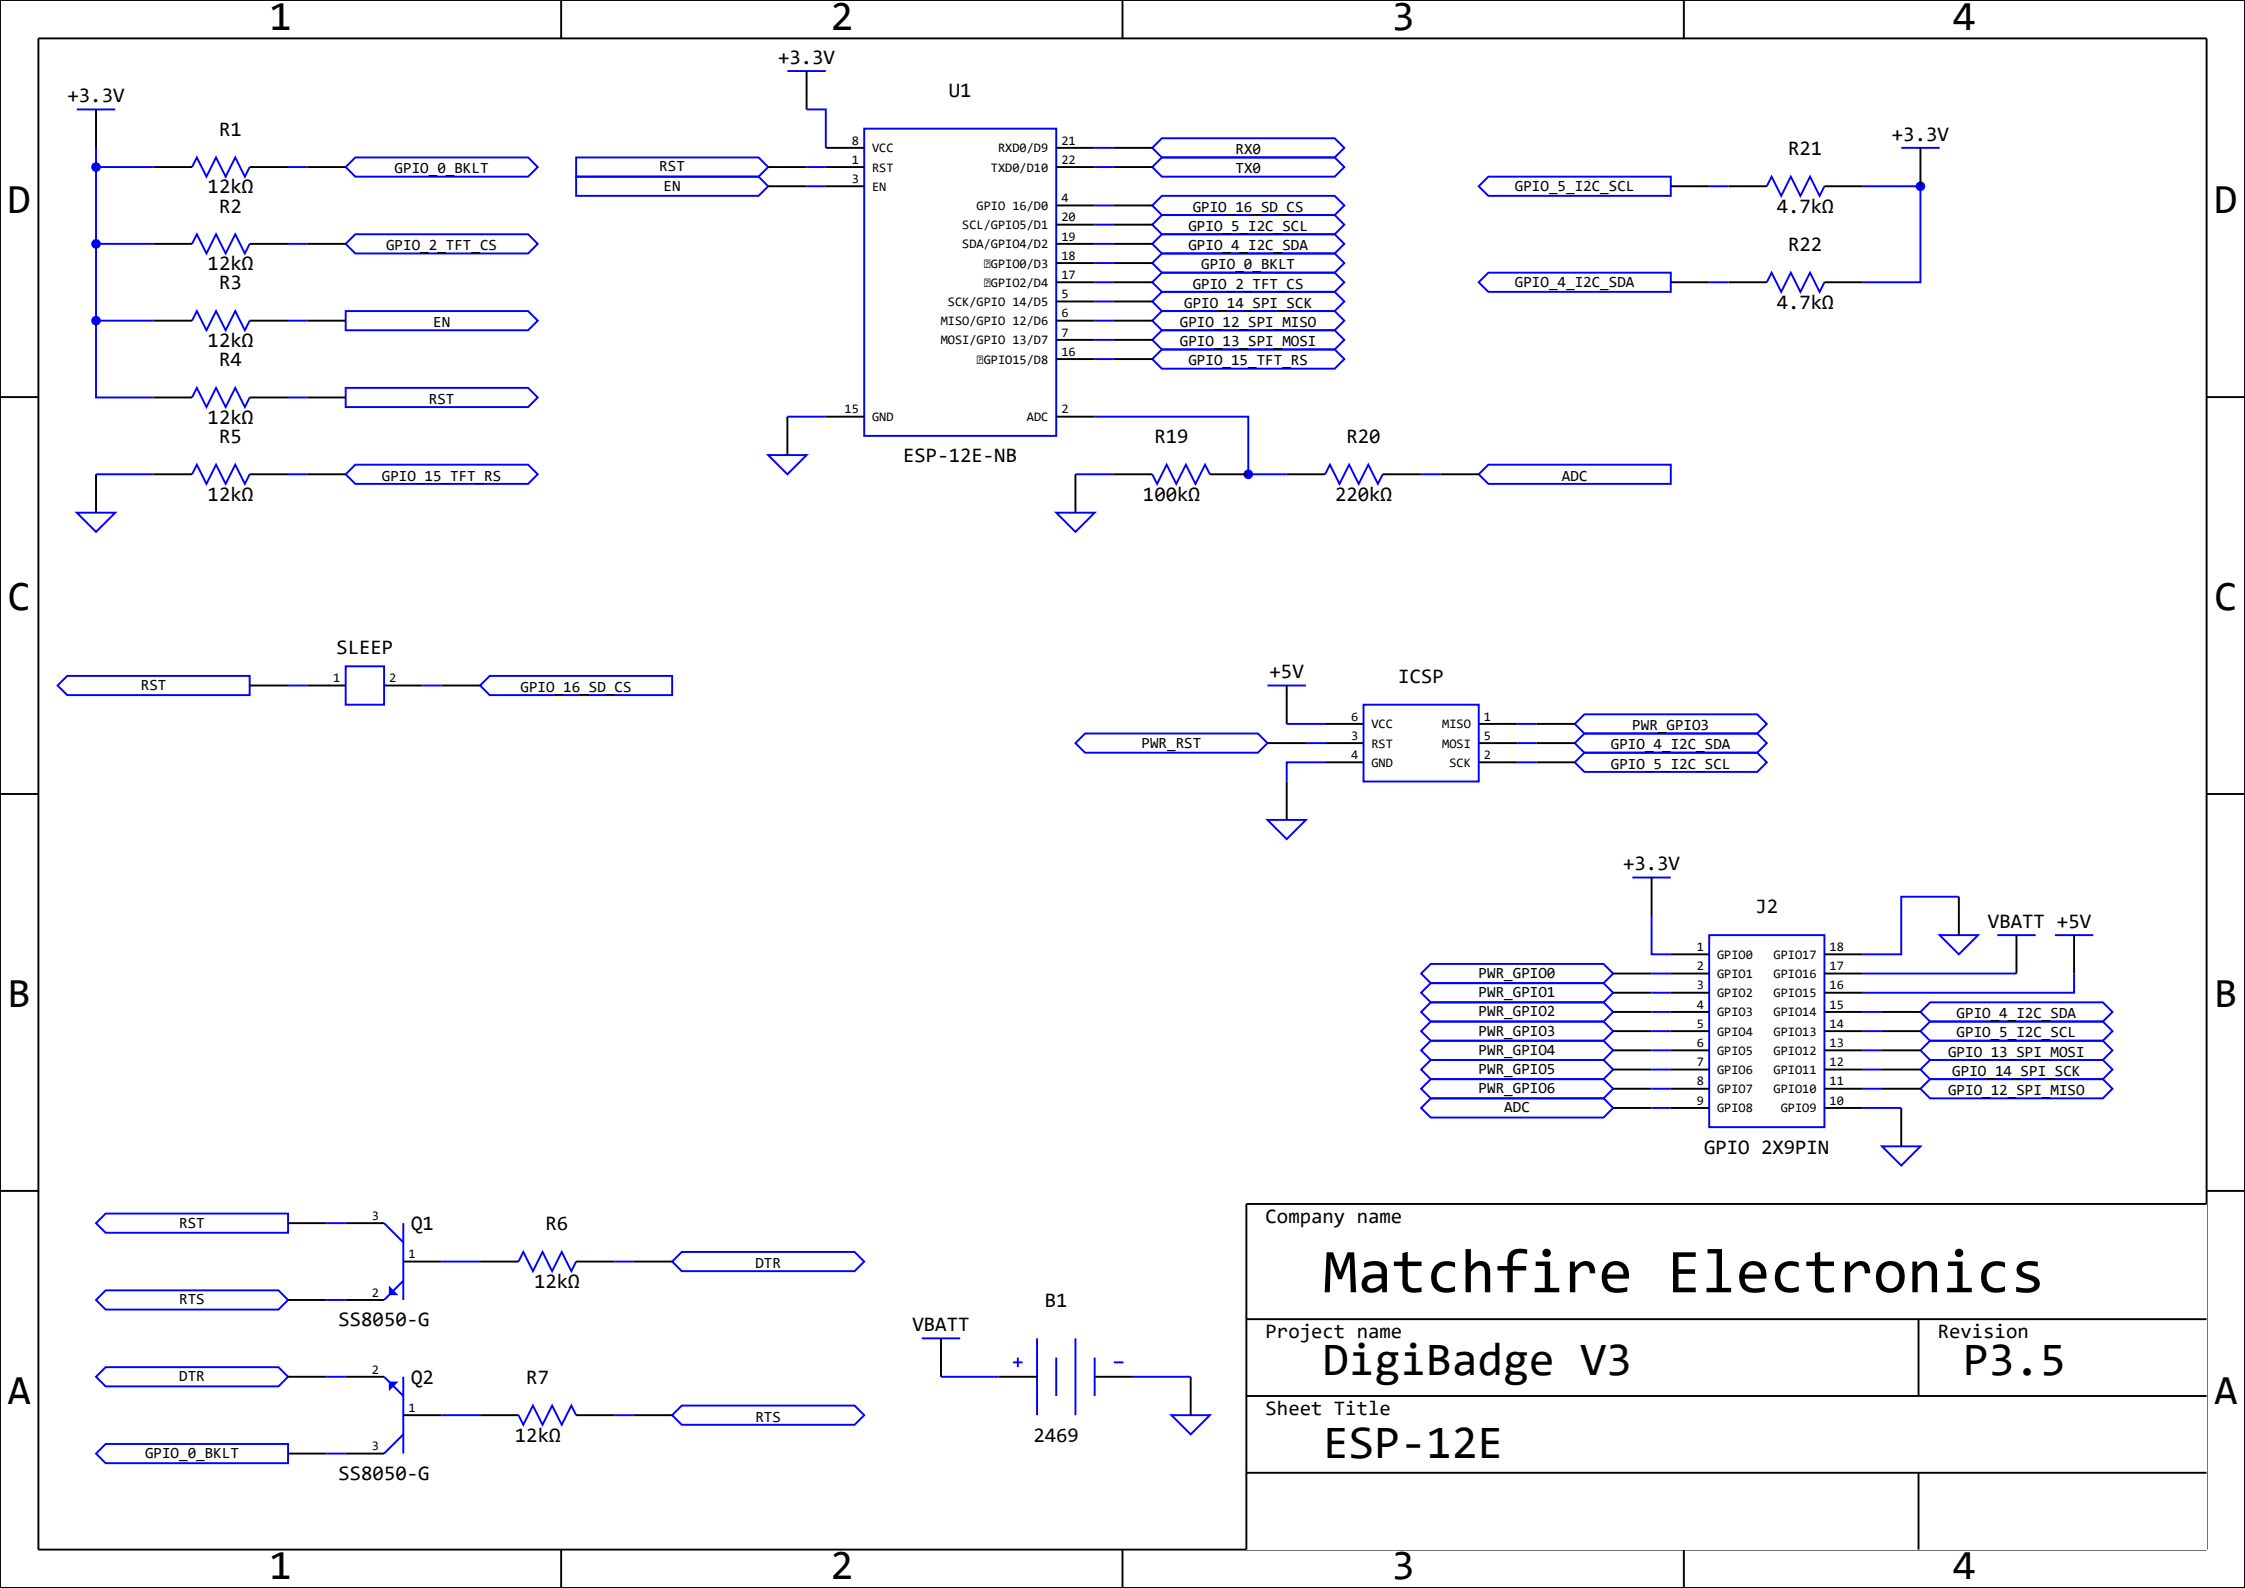 1 2 3 4
+3.3V
R1
12kΩ
GPIO_0_BKLT
R2
12kΩ
GPIO_2_TFT_CS
R3
12kΩ
EN
R4
12kΩ
RST
R5
12kΩ
GPIO_15_TFT_RS
+3.3V
U1
RST
EN
8 VCC
1 RST
3 EN
15 GND
RXD0/D9 21 RX0
TXD0/D10 22 TX0
GPIO 16/D0 4 GPIO_16_SD_CS
SCL/GPIO5/D1 20 GPIO_5_I2C_SCL
SDA/GPIO4/D2 19 GPIO_4_I2C_SDA
GPIO0/D3 18 GPIO_0_BKLT
GPIO2/D4 17 GPIO_2_TFT_CS
SCK/GPIO 14/D5 5 GPIO_14_SPI_SCK
MISO/GPIO 12/D6 6 GPIO_12_SPI_MISO
MOSI/GPIO 13/D7 7 GPIO_13_SPI_MOSI
GPIO15/D8 16 GPIO_15_TFT_RS
ADC 2
ESP-12E-NB
R19
100kΩ
R20
220kΩ
ADC
+3.3V
R21
GPIO_5_I2C_SCL
4.7kΩ
R22
GPIO_4_I2C_SDA
4.7kΩ
D D
C C
SLEEP
RST 1 2 GPIO_16_SD_CS
+5V
ICSP
PWR_RST
6 VCC MISO 1 PWR_GPIO3
3 RST MOSI 5 GPIO_4_I2C_SDA
4 GND SCK 2 GPIO_5_I2C_SCL
B B
+3.3V
J2
VBATT +5V
1 GPIO0 GPIO17 18
PWR_GPIO0 2 GPIO1 GPIO16 17
PWR_GPIO1 3 GPIO2 GPIO15 16
PWR_GPIO2 4 GPIO3 GPIO14 15 GPIO_4_I2C_SDA
PWR_GPIO3 5 GPIO4 GPIO13 14 GPIO_5_I2C_SCL
PWR_GPIO4 6 GPIO5 GPIO12 13 GPIO_13_SPI_MOSI
PWR_GPIO5 7 GPIO6 GPIO11 12 GPIO_14_SPI_SCK
PWR_GPIO6 8 GPIO7 GPIO10 11 GPIO_12_SPI_MISO
ADC 9 GPIO8 GPIO9 10
GPIO 2X9PIN
A A
RST 3 Q1
1 R6
12kΩ
DTR
RTS 2
SS8050-G
DTR 2 Q2
1 R7
12kΩ
RTS
GPIO_0_BKLT 3
SS8050-G
B1
VBATT
+ −
2469
Company name
Matchfire Electronics
Project name
DigiBadge V3
Revision
P3.5
Sheet Title
ESP-12E
1 2 3 4